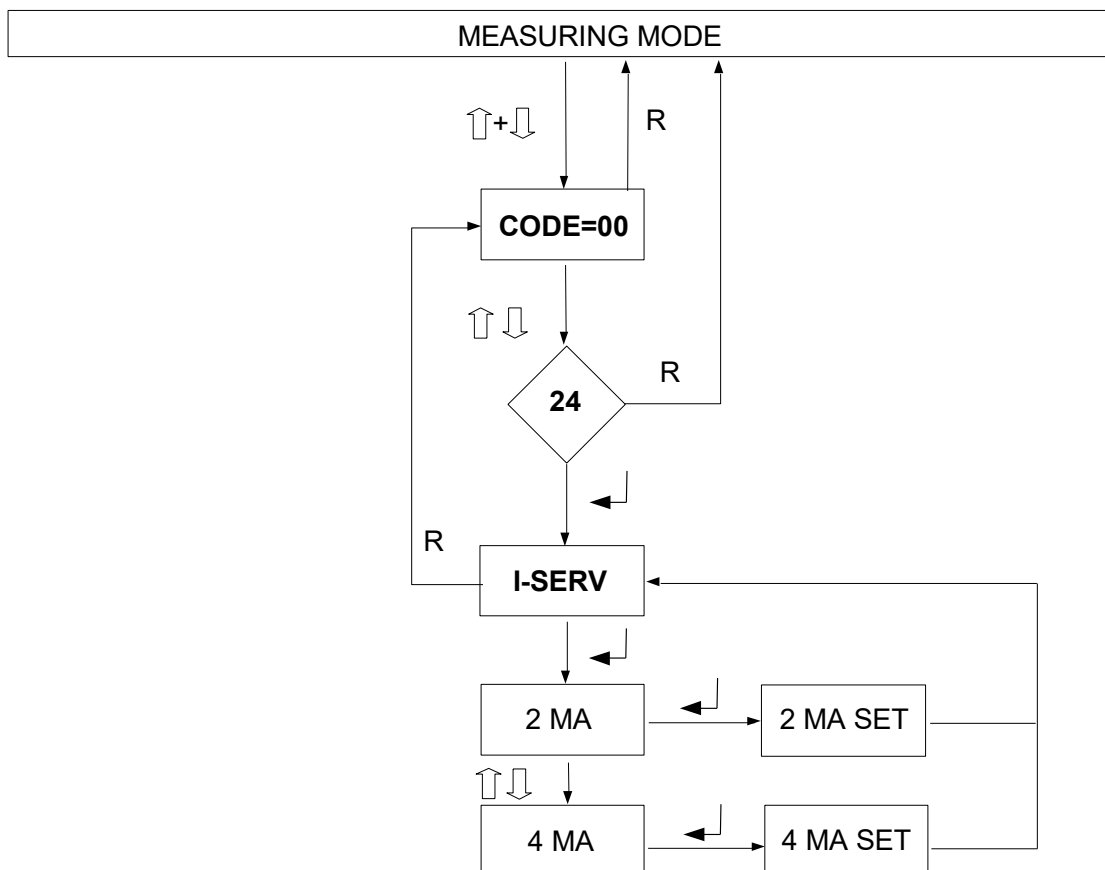 MEASURING MODE
+
R
CODE=00
R
24
R
I-SERV
2 MA
2 MA SET
4 MA
4 MA SET